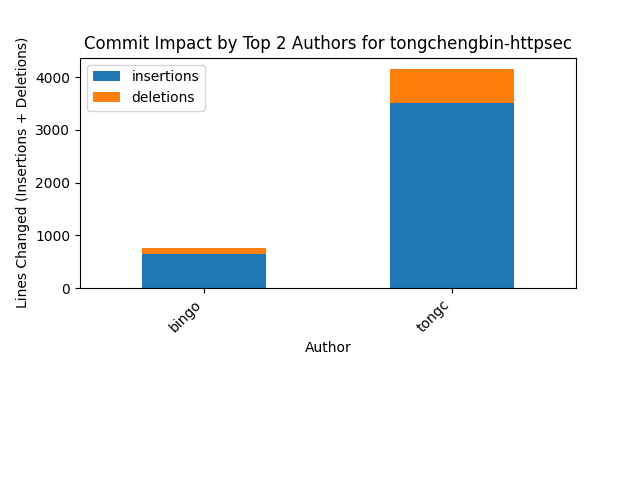 Commit Impact by Top 2 Authors for tongchengbin-httpsec
insertions
deletions
Lines Changed (Insertions + Deletions)
4000
3000
2000
1000
0
bingo
tongc
Author